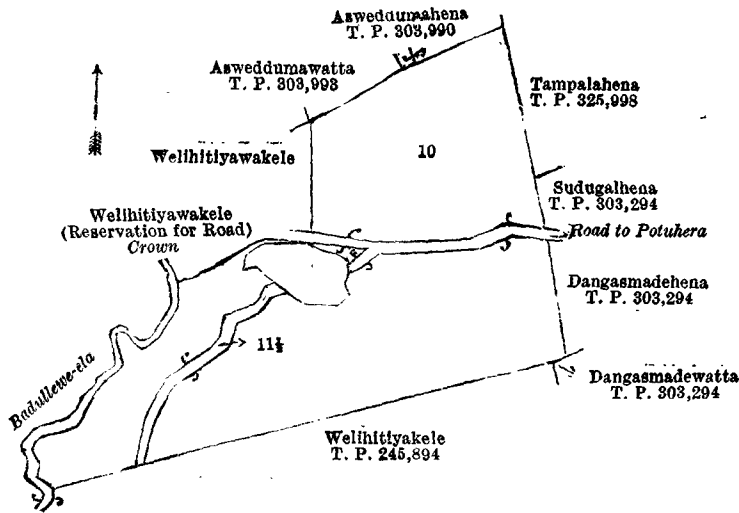 Asweddumahena
T. P. 303,990
Asweddumawatta
T. P. 303,993
Tampalahena
T. P. 325,998
Welihitiyawakele
10
Sudugalhena
T. P. 303,294
Welihitiyawakele
(Reservation for Road)
Crown
Road to Potuhera
Dangasmadehena
T. P. 303,294
11½
Badullewe-ela
Dangasmadewatta
T. P. 303,294
Welihitiyakele
T. P. 245,894